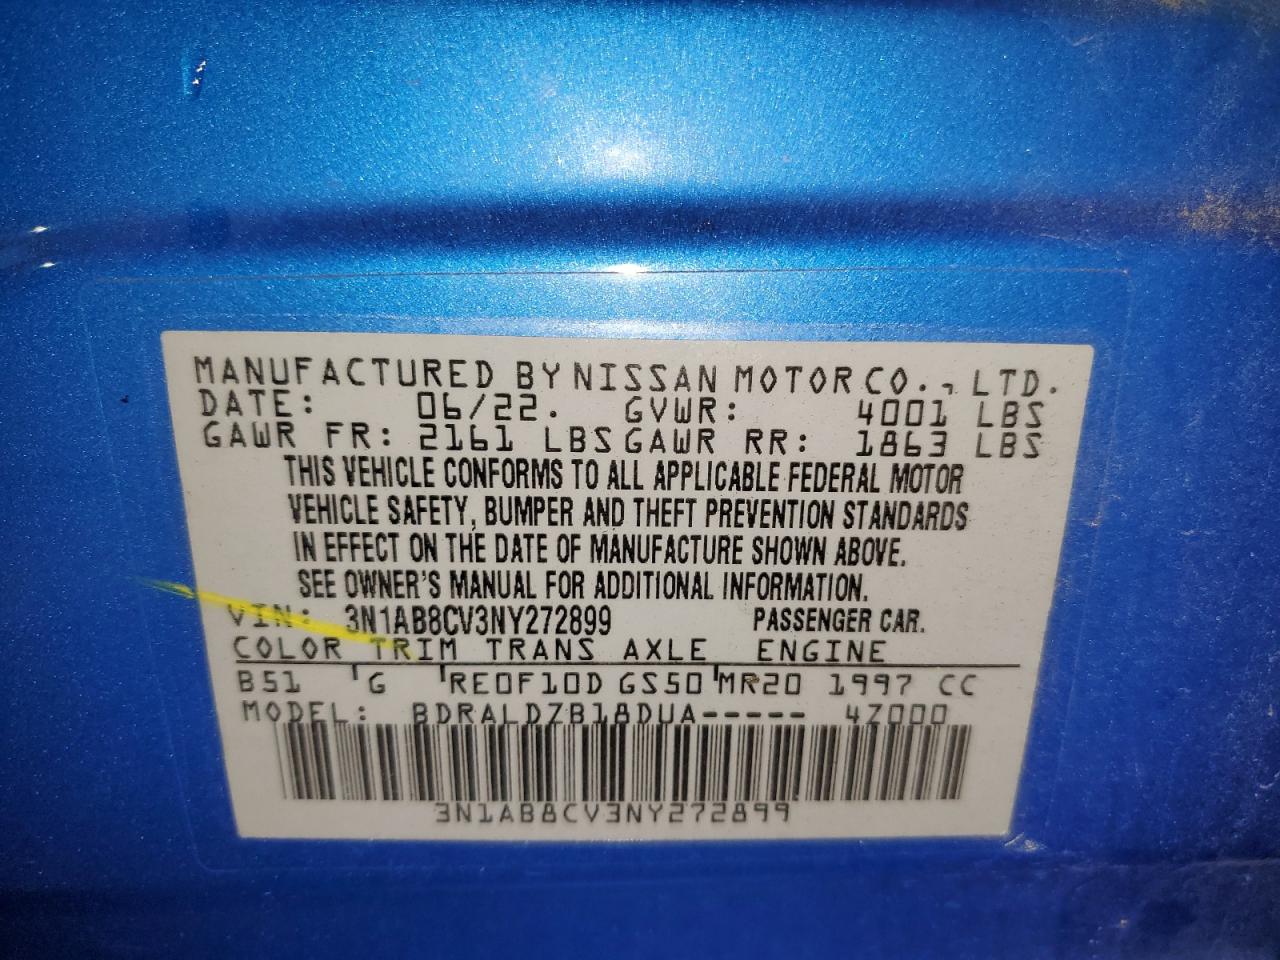 MANUFACTURED BY NISSAN MOTOR CO., LTD.
DATE: 06/22. GVWR: 4001 LBS
GAWR FR: 2161 LBS GAWR RR: 1863 LBS
THIS VEHICLE CONFORMS TO ALL APPLICABLE FEDERAL MOTOR
VEHICLE SAFETY, BUMPER AND THEFT PREVENTION STANDARDS
IN EFFECT ON THE DATE OF MANUFACTURE SHOWN ABOVE.
SEE OWNER'S MANUAL FOR ADDITIONAL INFORMATION.
VIN: 3N1AB8CV3NY272899 PASSENGER CAR.
COLOR TRIM TRANS AXLE ENGINE
B51 G RE0F10D GS50 MR20 1997 CC
MODEL: BDRALDZB18DUA----- 4Z000
3N1AB8CV3NY272899